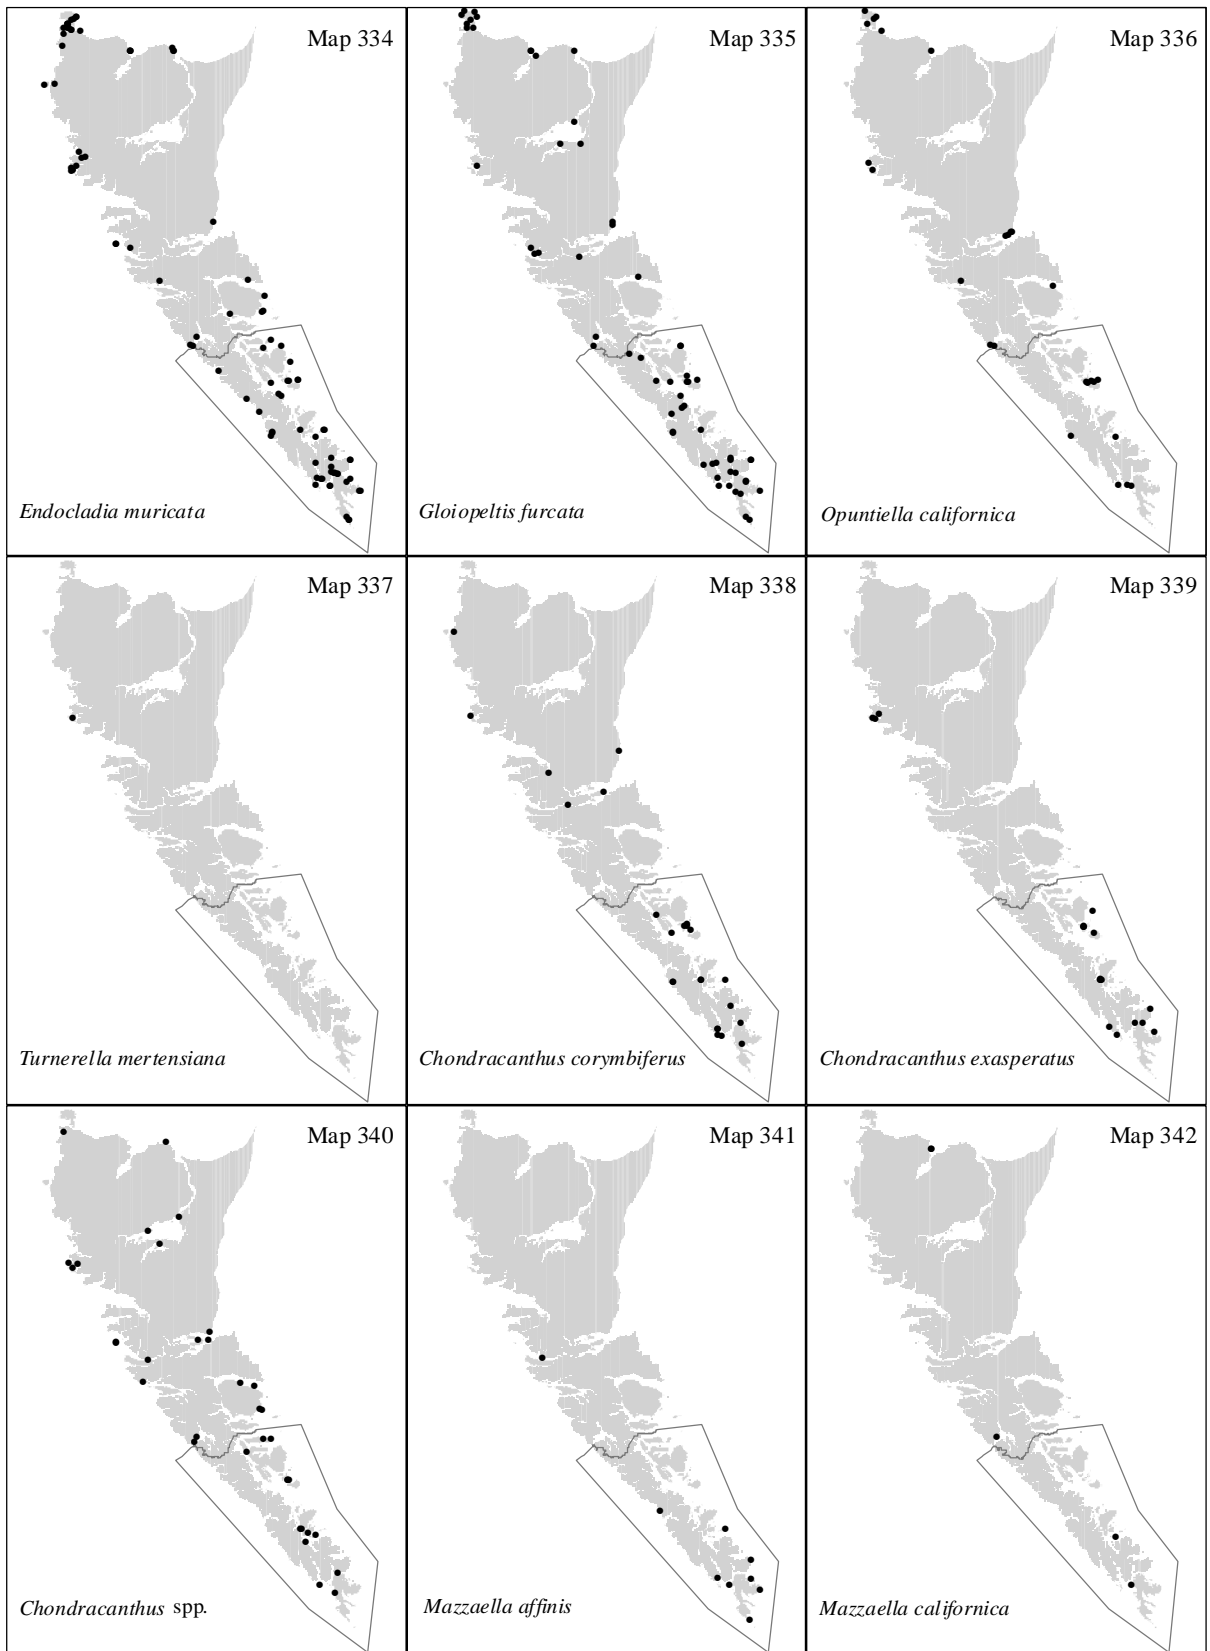 Map 334
Endocladia muricata
Map 335
Gloiopeltis furcata
Map 336
Opuntiella californica
Map 337
Turnerella mertensiana
Map 338
Chondracanthus corymbiferus
Map 339
Chondracanthus exasperatus
Map 340
Chondracanthus spp.
Map 341
Mazzaella affinis
Map 342
Mazzaella californica